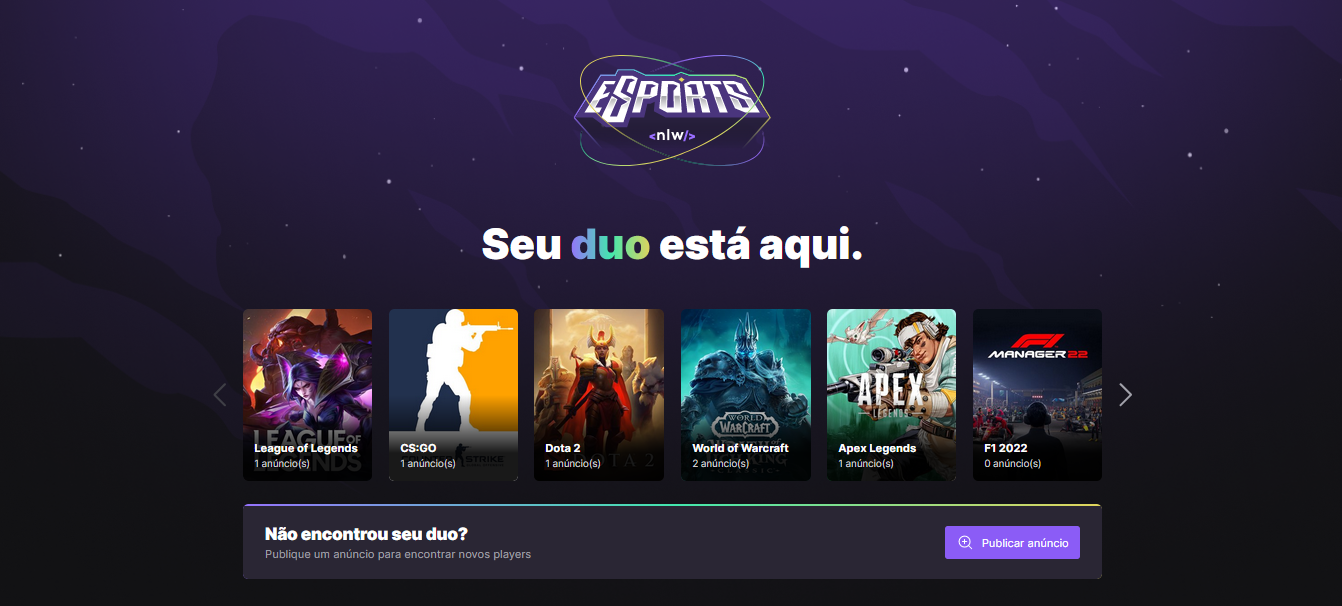 ESPORTS
<nlw/>
Seu duo está aqui.
LEAGUE OF
LEGENDS
League of Legends
1 anúncio(s)
STRIKE
CS:GO
1 anúncio(s)
Dota 2
DOTA 2
1 anúncio(s)
WORLD
WARCRAFT
World of Warcraft
2 anúncio(s)
APEX
LEGENDS
Apex Legends
1 anúncio(s)
F1
MANAGER 22
F1 2022
0 anúncio(s)
Não encontrou seu duo?
Publique um anúncio para encontrar novos players
Publicar anúncio